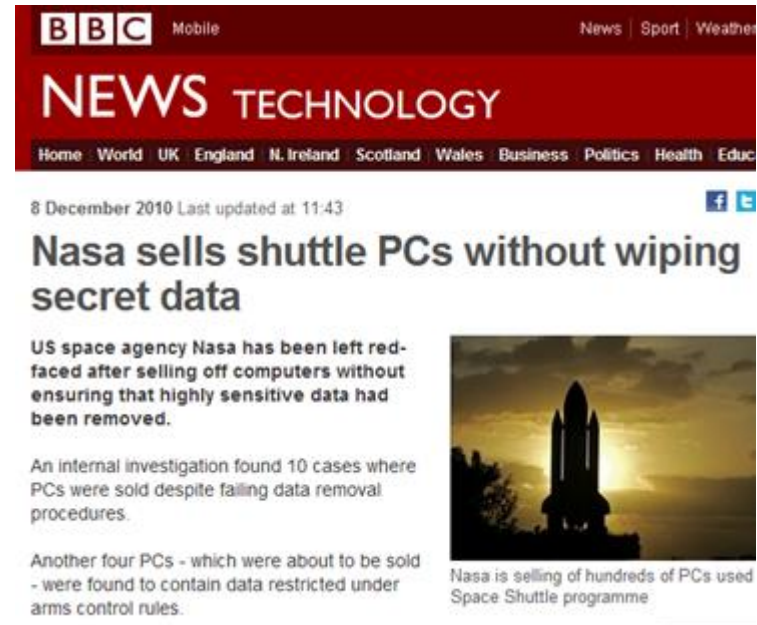 BBC Mobile News Sport Weather
NEWS TECHNOLOGY
Home World UK England N. Ireland Scotland Wales Business Politics Health Educ
8 December 2010 Last updated at 11:43
Nasa sells shuttle PCs without wiping
secret data
US space agency Nasa has been left red-
faced after selling off computers without
ensuring that highly sensitive data had
been removed.
An internal investigation found 10 cases where
PCs were sold despite failing data removal
procedures.
Another four PCs - which were about to be sold
- were found to contain data restricted under
arms control rules.
Nasa is selling of hundreds of PCs used
Space Shuttle programme